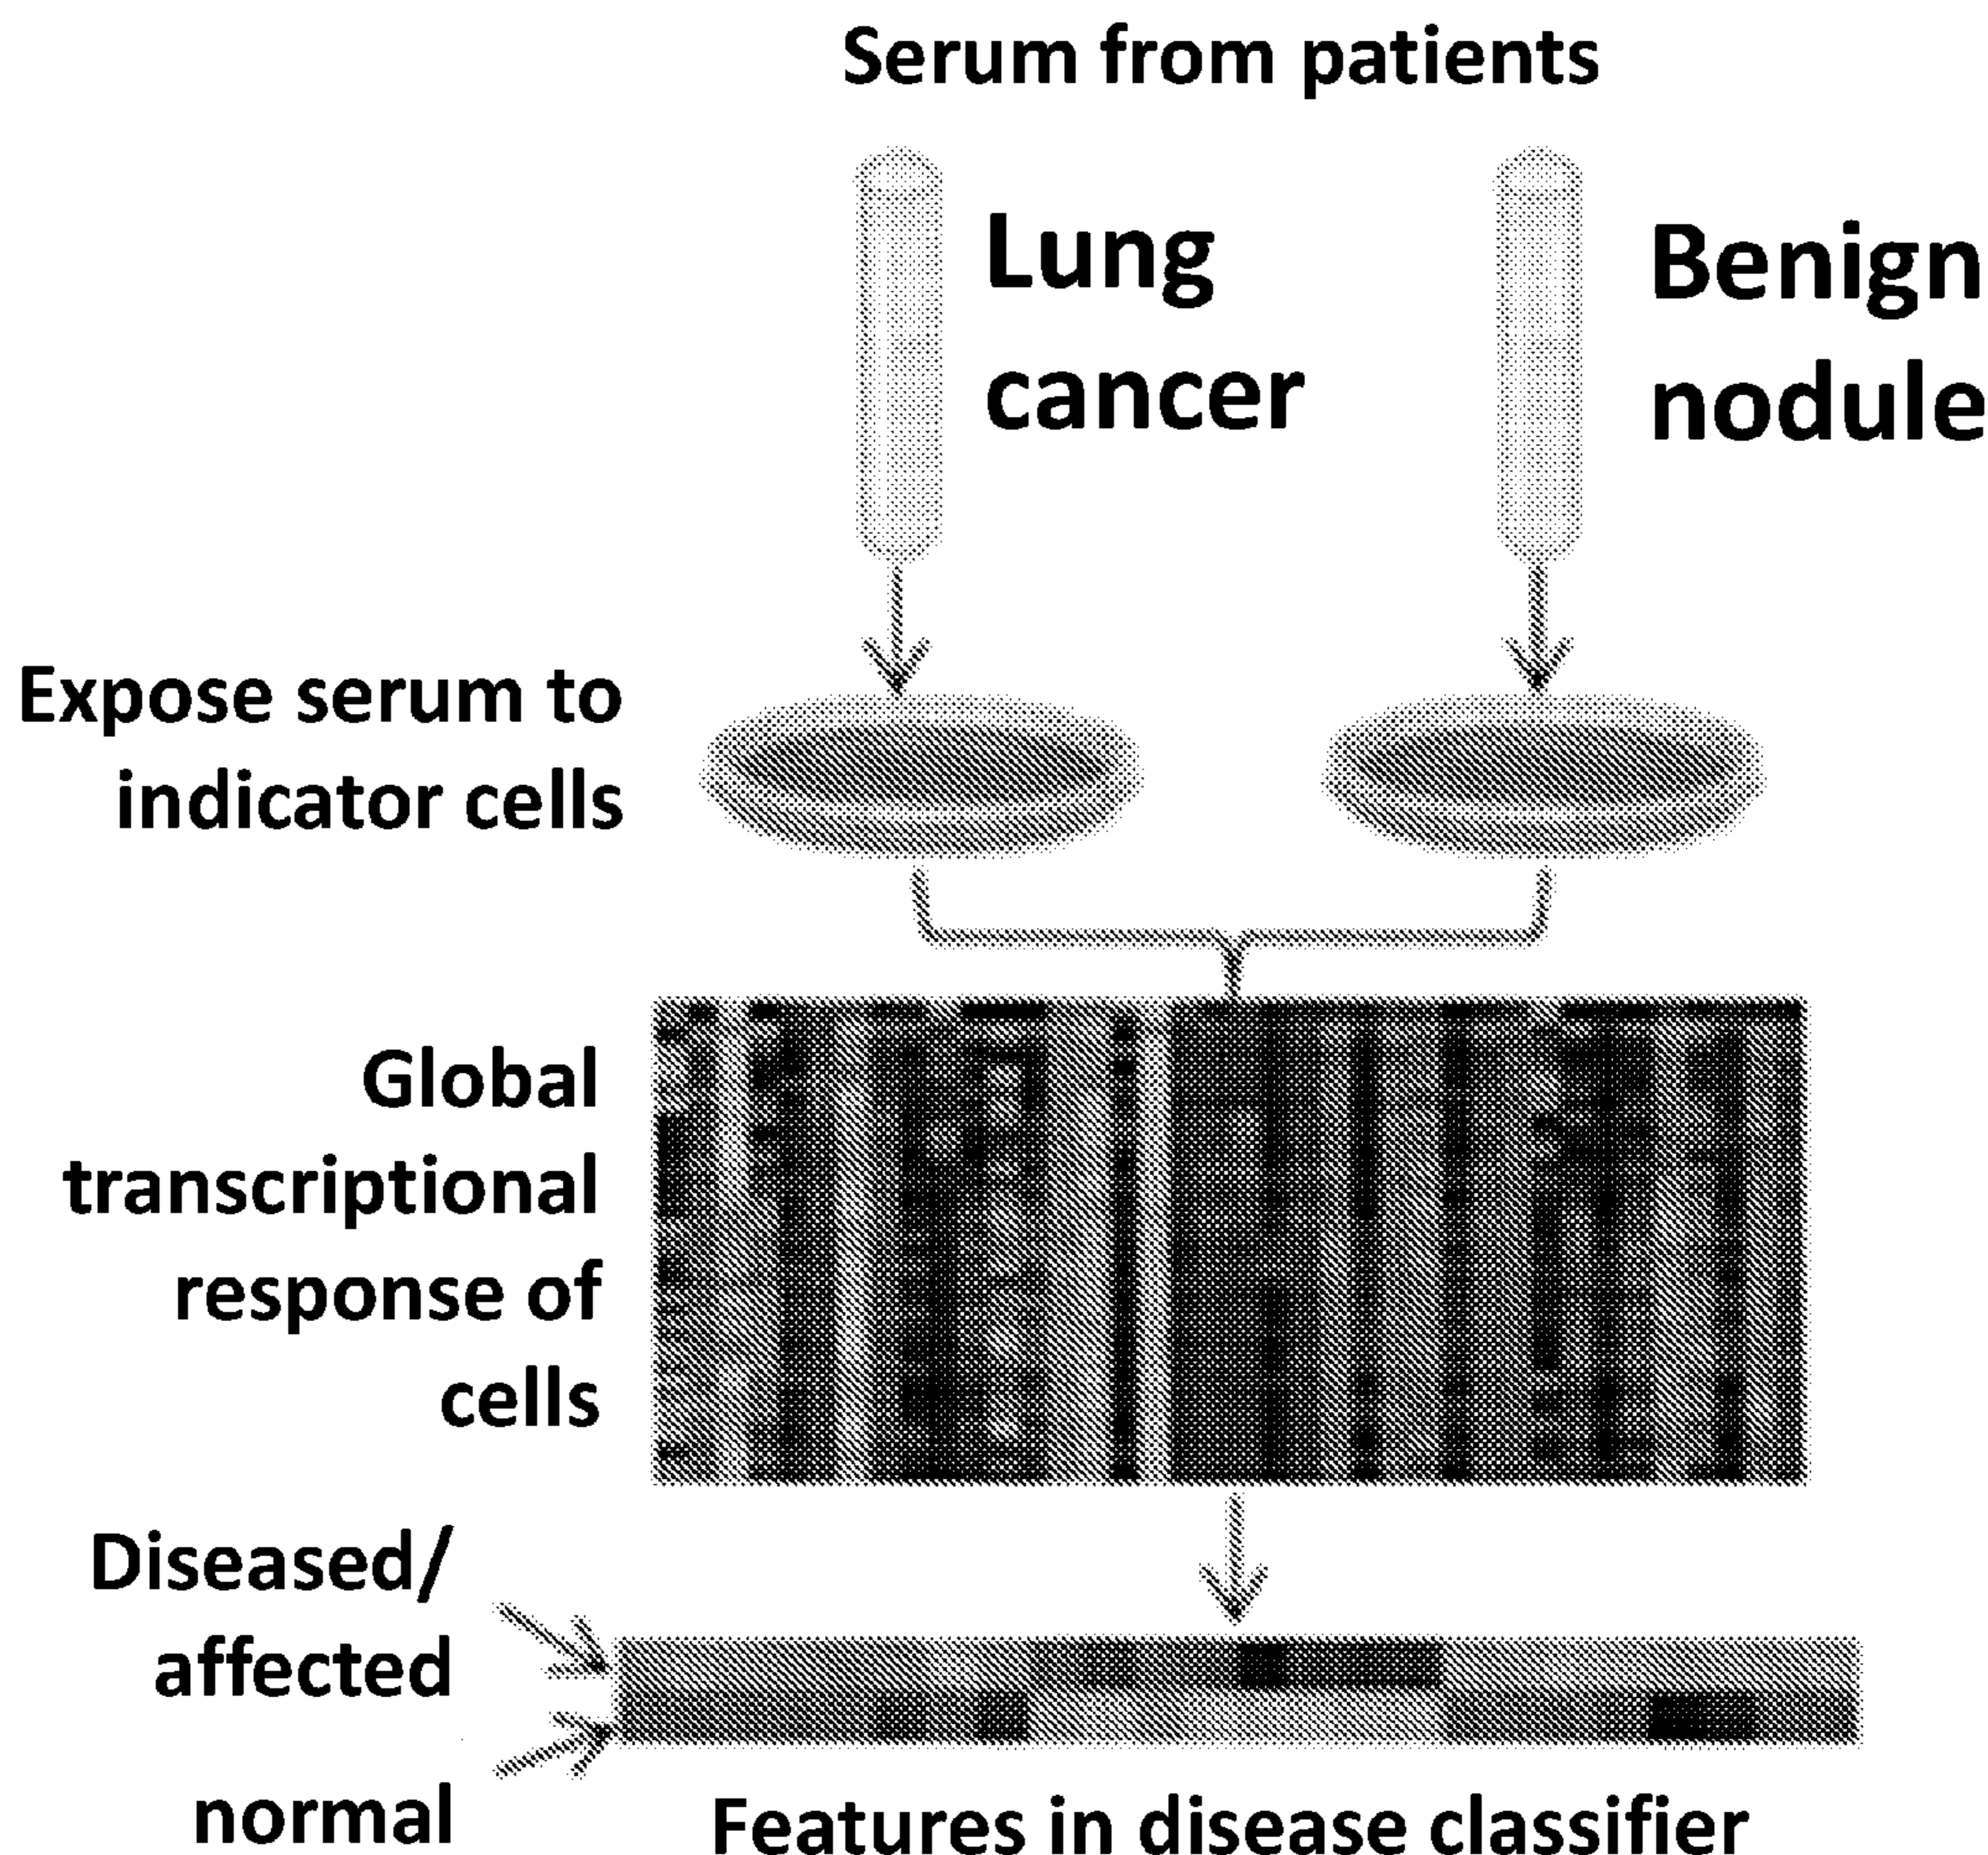 Serum from patients
Lung
cancer
Benign
nodule
Expose serum to
indicator cells
Global
transcriptional
response of
cells
Diseased/
affected
normal
Features in disease classifier